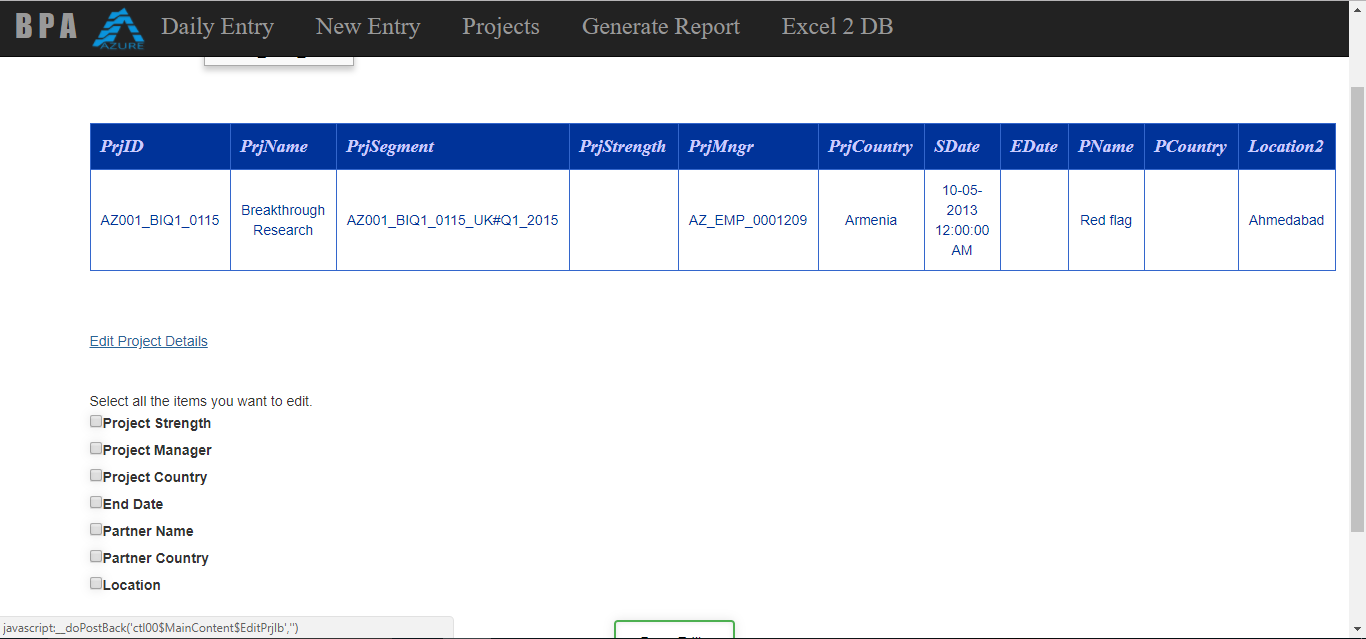 BPA AZURE Daily Entry New Entry Projects Generate Report Excel 2 DB
PrjID PrjName PrjSegment PrjStrength PrjMngr PrjCountry SDate EDate PName PCountry Location2
AZ001_BIQ1_0115 Breakthrough Research AZ001_BIQ1_0115_UK#Q1_2015 AZ_EMP_0001209 Armenia 10-05-2013 12:00:00 AM Red flag Ahmedabad
Edit Project Details
Select all the items you want to edit.
Project Strength
Project Manager
Project Country
End Date
Partner Name
Partner Country
Location
javascript:__doPostBack('ctl00$MainContent$EditPrjlb','')